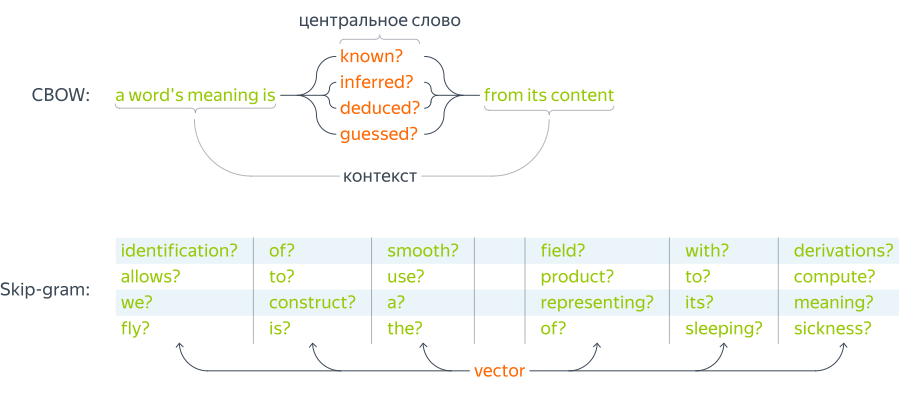 центральное слово
known?
inferred?
CBOW: a word's meaning is from its content
deduced?
guessed?
контекст
identification? of? smooth? field? with? derivations?
allows? to? use? product? to? compute?
Skip-gram:
we? construct? a? representing? its? meaning?
fly? is? the? of? sleeping? sickness?
vector